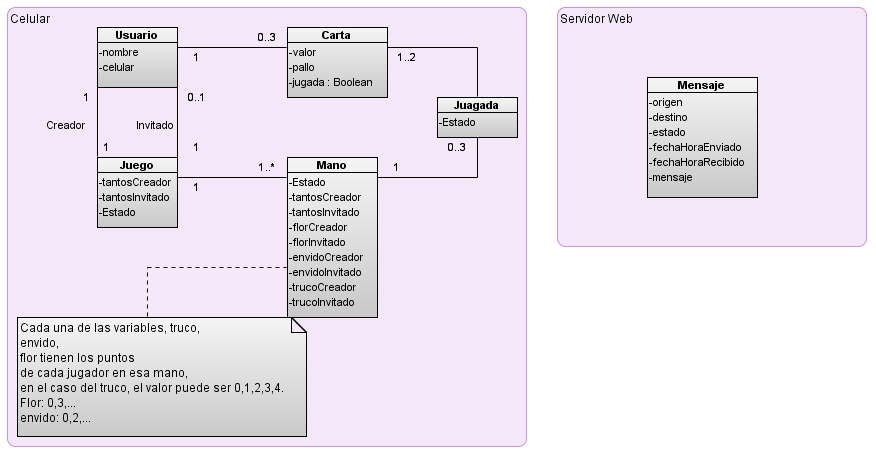 Celular
Usuario
-nombre
-celular
1
0..3
Carta
-valor
-pallo
-jugada : Boolean
1..2
Juagada
-Estado
0..3
1
Creador
1
0..1
Invitado
1
Juego
-tantosCreador
-tantosInvitado
-Estado
1
1..*
Mano
-Estado
-tantosCreador
-tantosInvitado
-florCreador
-florInvitado
-envidoCreador
-envidoInvitado
-trucoCreador
-trucoInvitado
1
Cada una de las variables, truco,
envido,
flor tienen los puntos
de cada jugador en esa mano,
en el caso del truco, el valor puede ser 0,1,2,3,4.
Flor: 0,3,...
envido: 0,2,...
Servidor Web
Mensaje
-origen
-destino
-estado
-fechaHoraEnviado
-fechaHoraRecibido
-mensaje